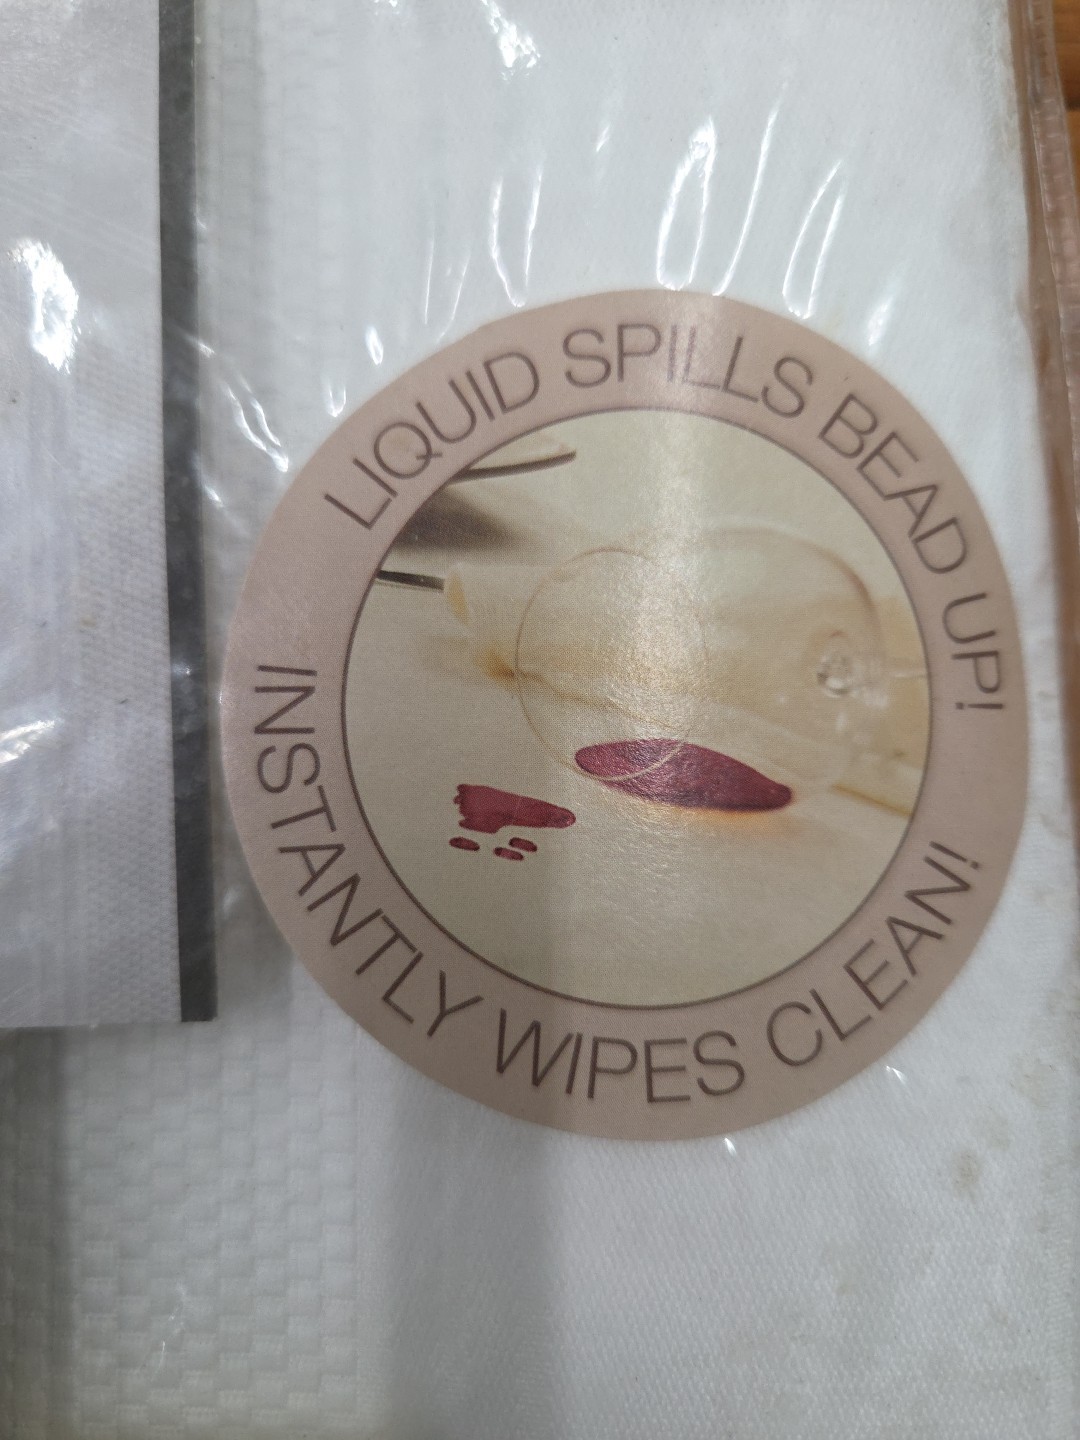 LIQUID SPILLS BEAD UP!
INSTANTLY WIPES CLEAN!